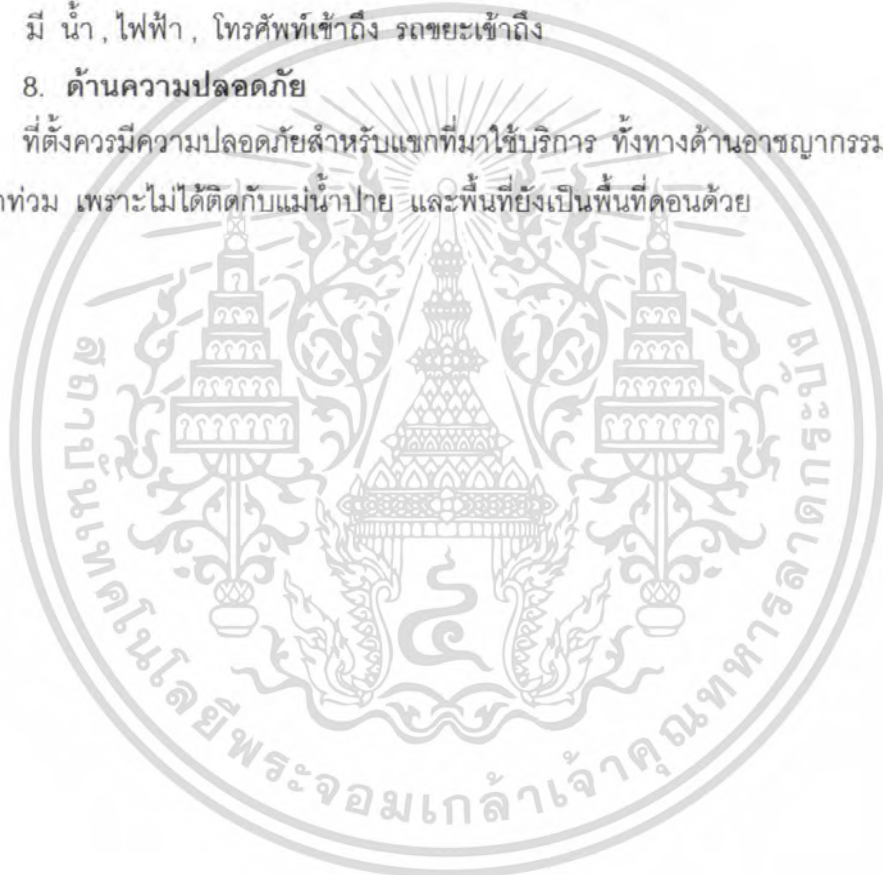 มี น้ำ , ไฟฟ้า , โทรศัพท์เข้าถึง รถขยะเข้าถึง
8. ด้านความปลอดภัย
ที่ตั้งควรมีความปลอดภัยสำหรับแขกที่มาใช้บริการ ทั้งทางด้านอาชญากรรม
ท่วม เพราะไม่ได้ติดกับแม่น้ำปาย และพื้นที่ยังเป็นพื้นที่ดอนด้วย
สถาบันเทคโนโลยีพระจอมเกล้าเจ้าคุณทหารลาดกระบัง